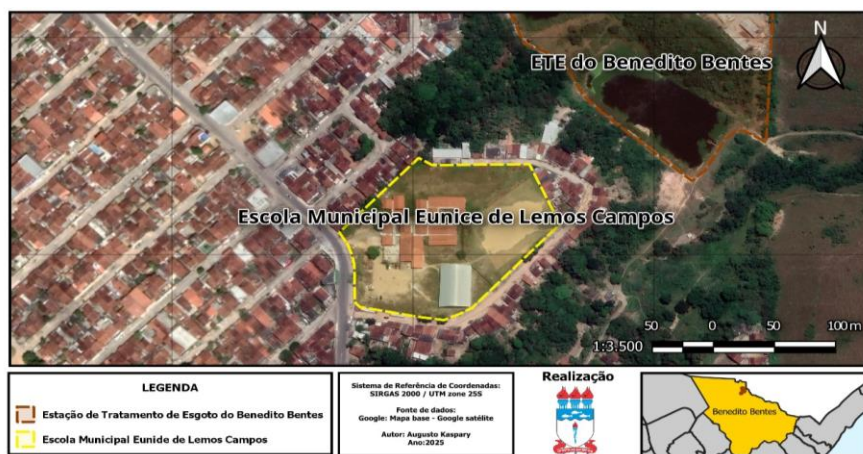 N
ETE do Benedito Bentes
Escola Municipal Eunice de Lemos Campos
50 0 50 100 m
1:3.500
LEGENDA
Estação de Tratamento de Esgoto do Benedito Bentes
Escola Municipal Eunide de Lemos Campos
Sistema de Referência de Coordenadas:
SIRGAS 2000 / UTM zone 25S
Fonte de dados:
Google: Mapa base - Google satélite
Autor: Augusto Kaspary
Ano:2025
Realização
Benedito Bentes